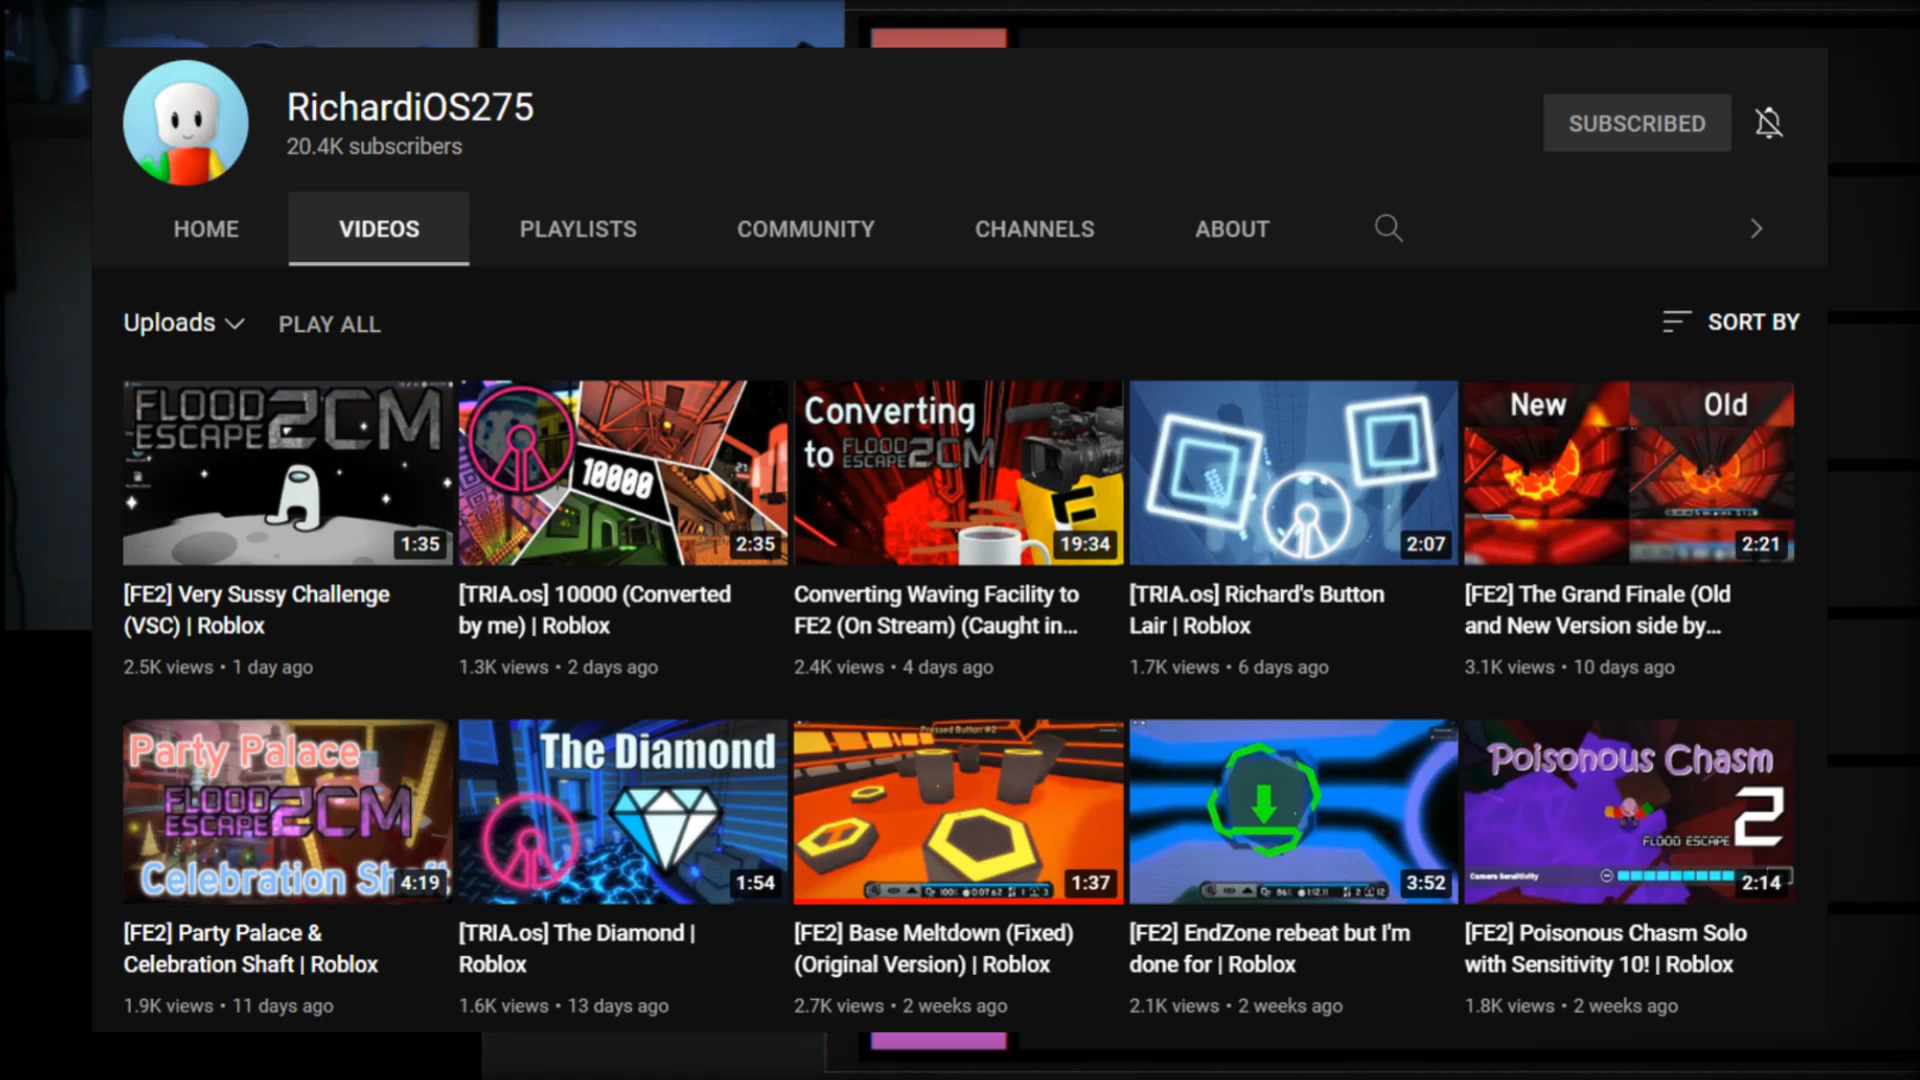 RichardiOS275
20.4K subscribers
SUBSCRIBED
HOME
VIDEOS
PLAYLISTS
COMMUNITY
CHANNELS
ABOUT
Uploads
PLAY ALL
SORT BY
FLOOD
ESCAPE 2CM
1:35
10000
2:35
Converting
to FLOOD ESCAPE 2CM
19:34
2:07
New
Old
2:21
[FE2] Very Sussy Challenge
(VSC) | Roblox
2.5K views • 1 day ago
[TRIA.os] 10000 (Converted
by me) | Roblox
1.3K views • 2 days ago
Converting Waving Facility to
FE2 (On Stream) (Caught in...
2.4K views • 4 days ago
[TRIA.os] Richard's Button
Lair | Roblox
1.7K views • 6 days ago
[FE2] The Grand Finale (Old
and New Version side by...
3.1K views • 10 days ago
Party Palace
FLOOD
ESCAPE 2CM
Celebration Shaft
4:19
The Diamond
1:54
Pressed Button #2
1:37
3:52
Poisonous Chasm
FLOOD ESCAPE 2
Camera Sensitivity
2:14
[FE2] Party Palace &
Celebration Shaft | Roblox
1.9K views • 11 days ago
[TRIA.os] The Diamond |
Roblox
1.6K views • 13 days ago
[FE2] Base Meltdown (Fixed)
(Original Version) | Roblox
2.7K views • 2 weeks ago
[FE2] EndZone rebeat but I'm
done for | Roblox
2.1K views • 2 weeks ago
[FE2] Poisonous Chasm Solo
with Sensitivity 10! | Roblox
1.8K views • 2 weeks ago